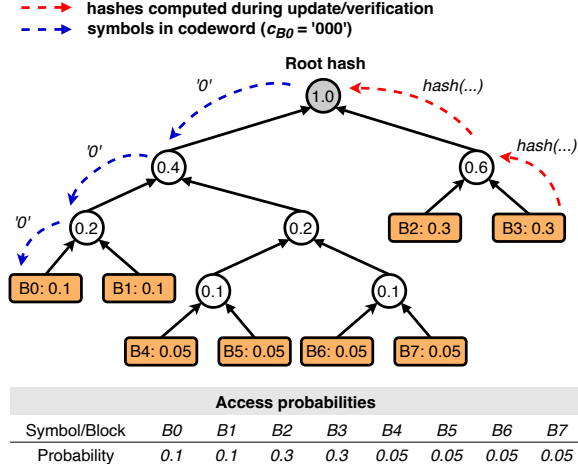 hashes computed during update/verification
symbols in codeword (cB0 = '000')
Root hash
'0' 1.0 hash(...)
'0' 0.4 0.6 hash(...)
'0' 0.2 0.2 B2: 0.3 B3: 0.3
B0: 0.1 B1: 0.1 0.1 0.1
B4: 0.05 B5: 0.05 B6: 0.05 B7: 0.05
Access probabilities
Symbol/Block B0 B1 B2 B3 B4 B5 B6 B7
Probability 0.1 0.1 0.3 0.3 0.05 0.05 0.05 0.05